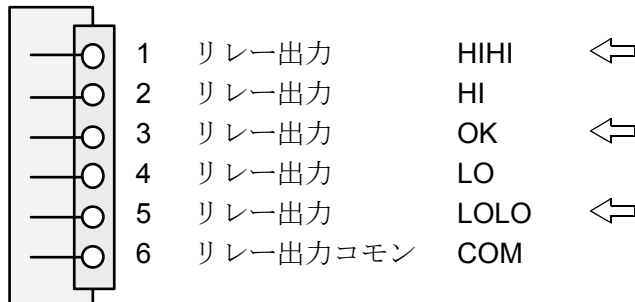 1 リレー出力 HIHI
2 リレー出力 HI
3 リレー出力 OK
4 リレー出力 LO
5 リレー出力 LOLO
6 リレー出力コモン COM